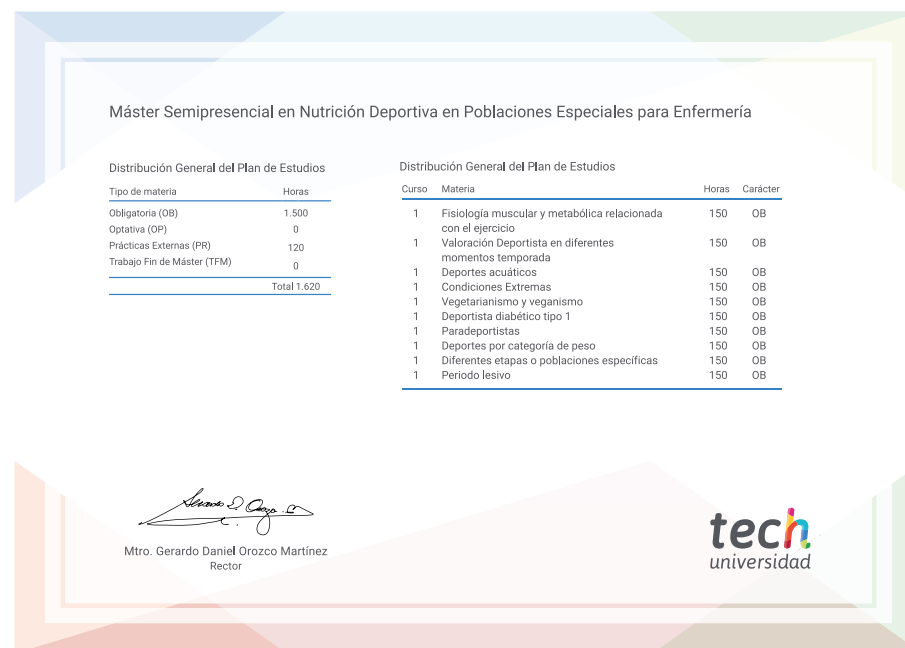 Máster Semipresencial en Nutrición Deportiva en Poblaciones Especiales para Enfermería
Distribución General del Plan de Estudios
Tipo de materia Horas
Obligatoria (OB) 1.500
Optativa (OP) 0
Prácticas Externas (PR) 120
Trabajo Fin de Máster (TFM) 0
Total 1.620
Distribución General del Plan de Estudios
Curso Materia Horas Carácter
1 Fisiología muscular y metabólica relacionada 150 OB
con el ejercicio
1 Valoración Deportista en diferentes 150 OB
momentos temporada
1 Deportes acuáticos 150 OB
1 Condiciones Extremas 150 OB
1 Vegetarianismo y veganismo 150 OB
1 Deportista diabético tipo 1 150 OB
1 Paradeportistas 150 OB
1 Deportes por categoría de peso 150 OB
1 Diferentes etapas o poblaciones específicas 150 OB
1 Periodo lesivo 150 OB
Mtro. Gerardo Daniel Orozco Martínez
Rector
tech
universidad